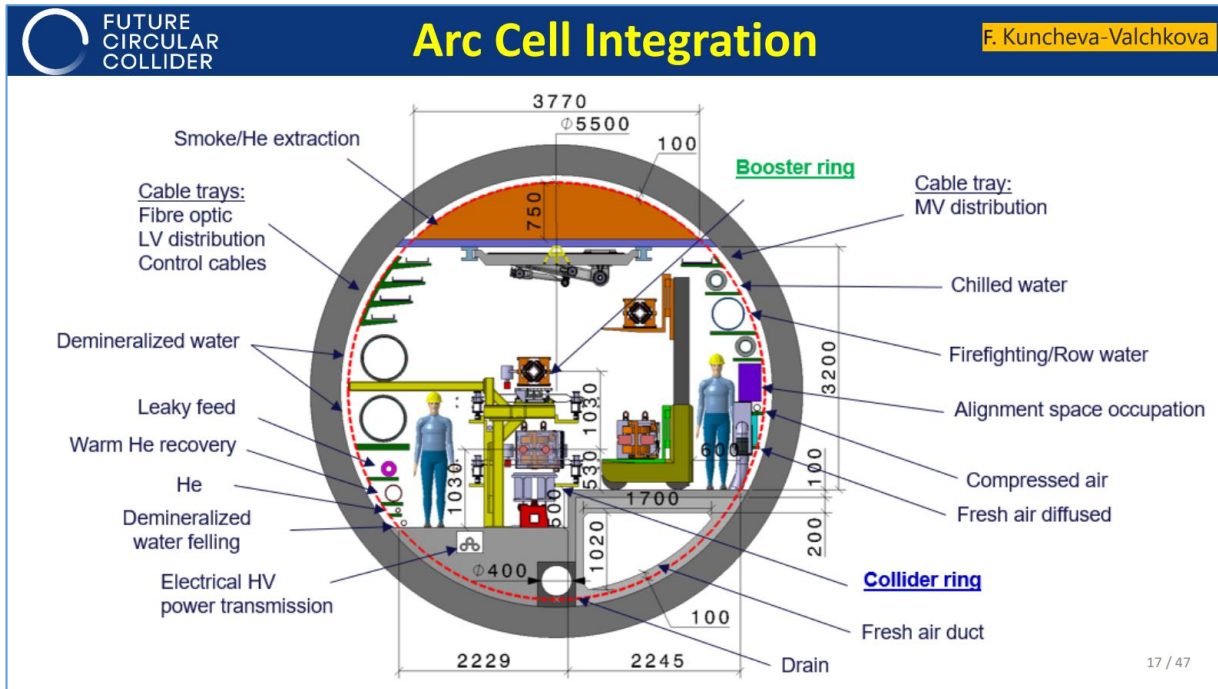 FUTURE
CIRCULAR
COLLIDER
Arc Cell Integration
F. Kuncheva-Valchkova
3770
Ø5500
100
Smoke/He extraction
Booster ring
Cable trays:
Fibre optic
LV distribution
Control cables
Cable tray:
MV distribution
750
Chilled water
Demineralized water
Firefighting/Row water
3200
Leaky feed
Alignment space occupation
1030
Warm He recovery
600
530
1030
100
Compressed air
He
1700
500
Fresh air diffused
Demineralized
water felling
200
1020
Electrical HV
power transmission
Ø400
Collider ring
100
Fresh air duct
2229
2245
Drain
17 / 47